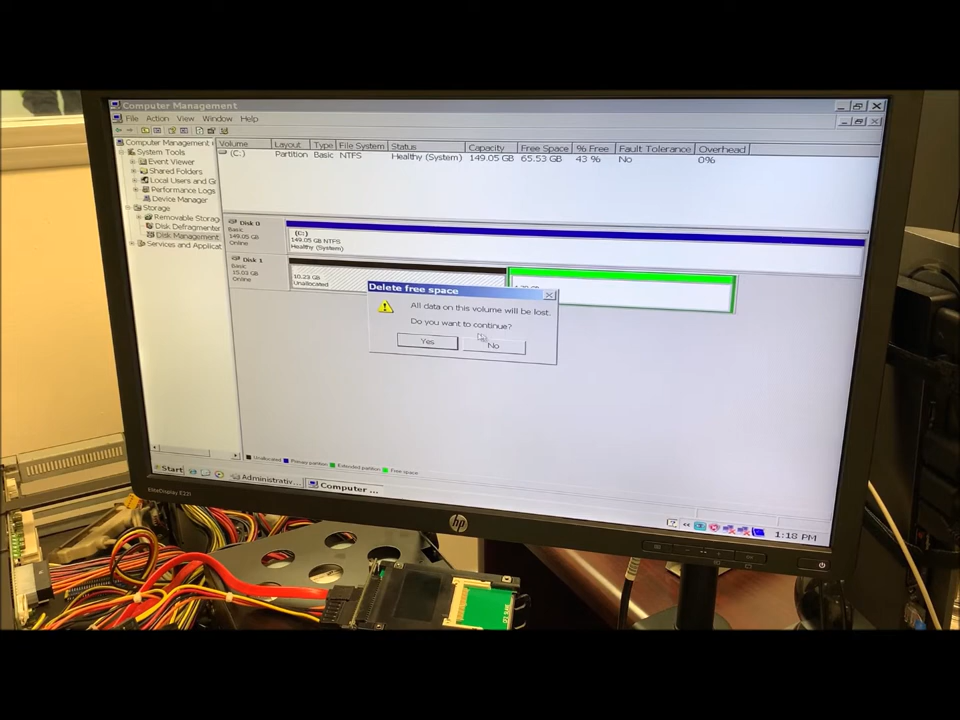 Computer Management
File Action View Window Help
Computer Management
System Tools
Event Viewer
Shared Folders
Local Users and G
Performance Logs
Device Manager
Storage
Removable Storag
Disk Defragmenter
Disk Management
Services and Applicat
Volume Layout Type File System Status Capacity Free Space % Free Fault Tolerance Overhead
(C:) Partition Basic NTFS Healthy (System) 149.05 GB 65.53 GB 43 % No 0%
Disk 0
Basic
149.05 GB
Online
(C:)
149.05 GB NTFS
Healthy (System)
Disk 1
Basic
15.03 GB
Online
10.23 GB
Unallocated
Delete free space
All data on this volume will be lost.
Do you want to continue?
Yes No
Unallocated Primary partition Extended partition Free space
Start Administrativ... Computer ...
1:18 PM
EliteDisplay E221
hp